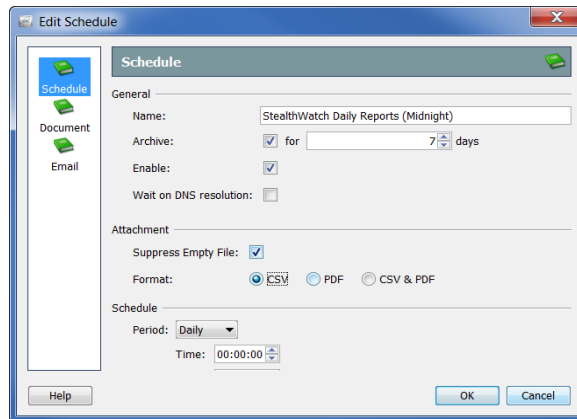 Edit Schedule
Schedule
Document
Email
Schedule
General
Name: StealthWatch Daily Reports (Midnight)
Archive: for 7 days
Enable:
Wait on DNS resolution:
Attachment
Suppress Empty File:
Format: CSV PDF CSV & PDF
Schedule
Period: Daily
Time: 00:00:00
Help OK Cancel